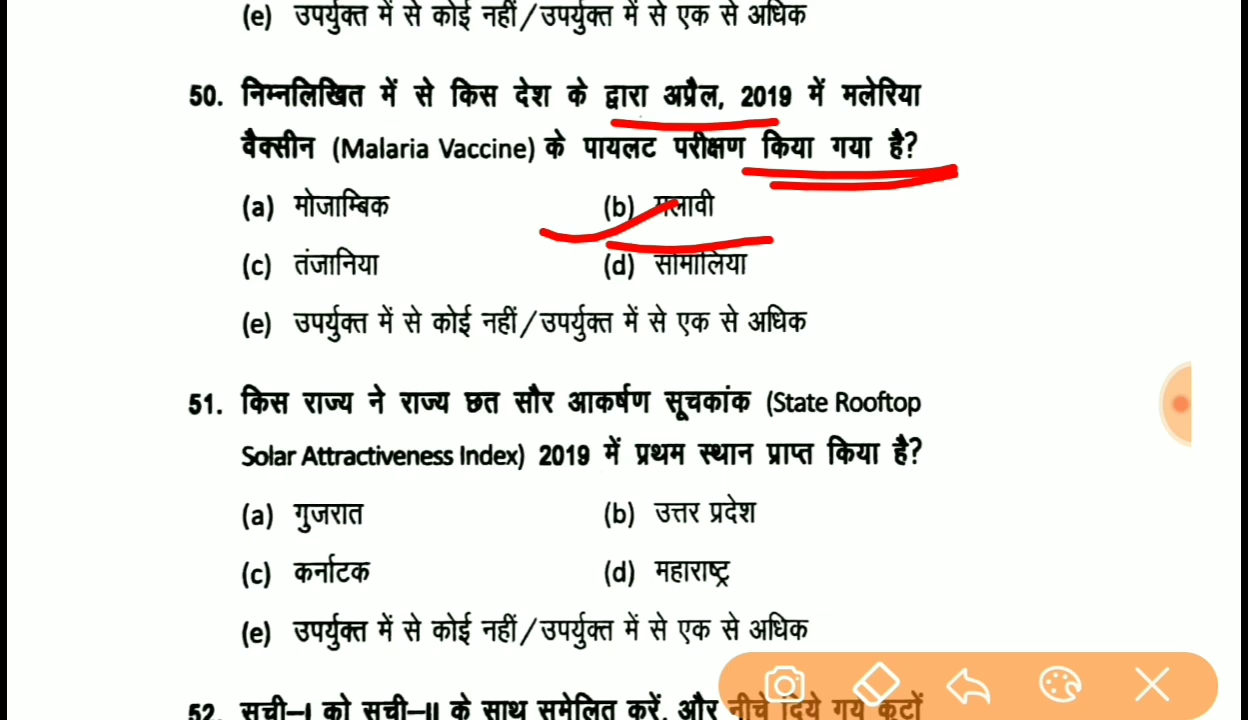 (e) उपर्युक्त में से कोई नहीं/उपर्युक्त में से एक से अधिक
50. निम्नलिखित में से किस देश के द्वारा अप्रैल, 2019 में मलेरिया
वैक्सीन (Malaria Vaccine) के पायलट परीक्षण किया गया है?
(a) मोजाम्बिक (b) मलावी
(c) तंजानिया (d) सोमालिया
(e) उपर्युक्त में से कोई नहीं/उपर्युक्त में से एक से अधिक
51. किस राज्य ने राज्य छत सौर आकर्षण सूचकांक (State Rooftop
Solar Attractiveness Index) 2019 में प्रथम स्थान प्राप्त किया है?
(a) गुजरात (b) उत्तर प्रदेश
(c) कर्नाटक (d) महाराष्ट्र
(e) उपर्युक्त में से कोई नहीं/उपर्युक्त में से एक से अधिक
52. सूची-I को सूची-II के साथ सुमेलित करें, और नीचे दिये गये कूटों